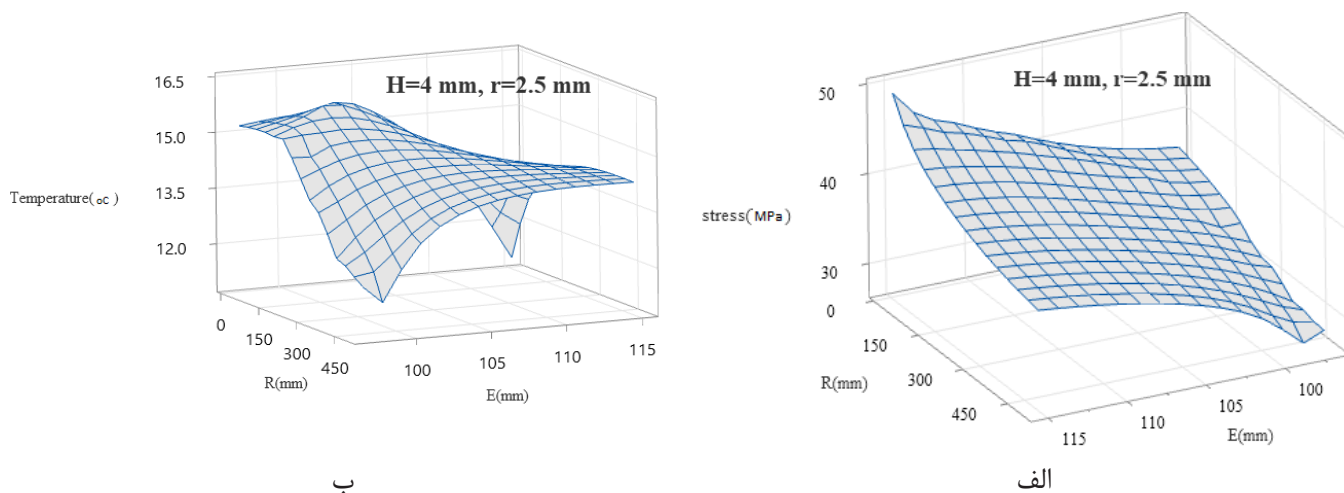 H=4 mm, r=2.5 mm
16.5
15.0
13.5
12.0
Temperature(oC)
0
150
300
450
R(mm)
100
105
110
115
E(mm)
ب
H=4 mm, r=2.5 mm
50
40
30
stress(MPa)
0
150
300
450
R(mm)
115
110
105
100
E(mm)
الف